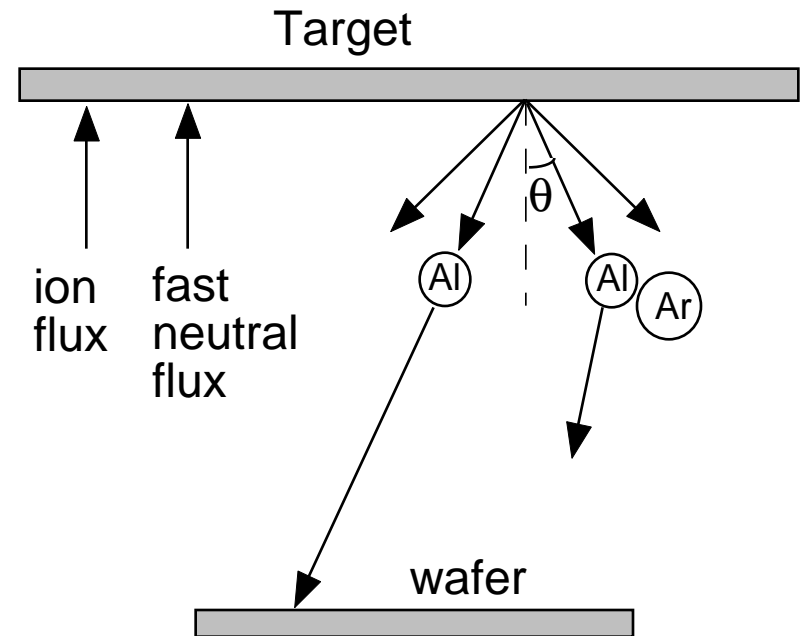 Target
θ
Al
Al
Ar
ion
flux
fast
neutral
flux
wafer